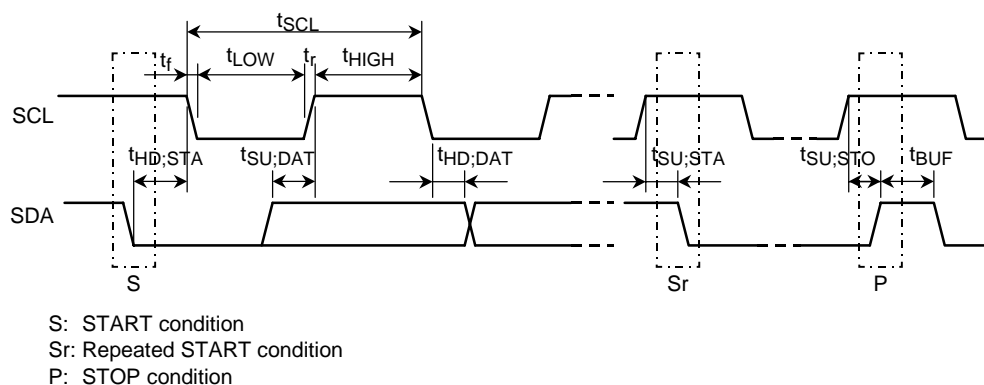 tSCL
tf tLOW tr tHIGH
SCL
tHD;STA tSU;DAT tHD;DAT tSU;STA tSU;STO tBUF
SDA
S Sr P
S: START condition
Sr: Repeated START condition
P: STOP condition